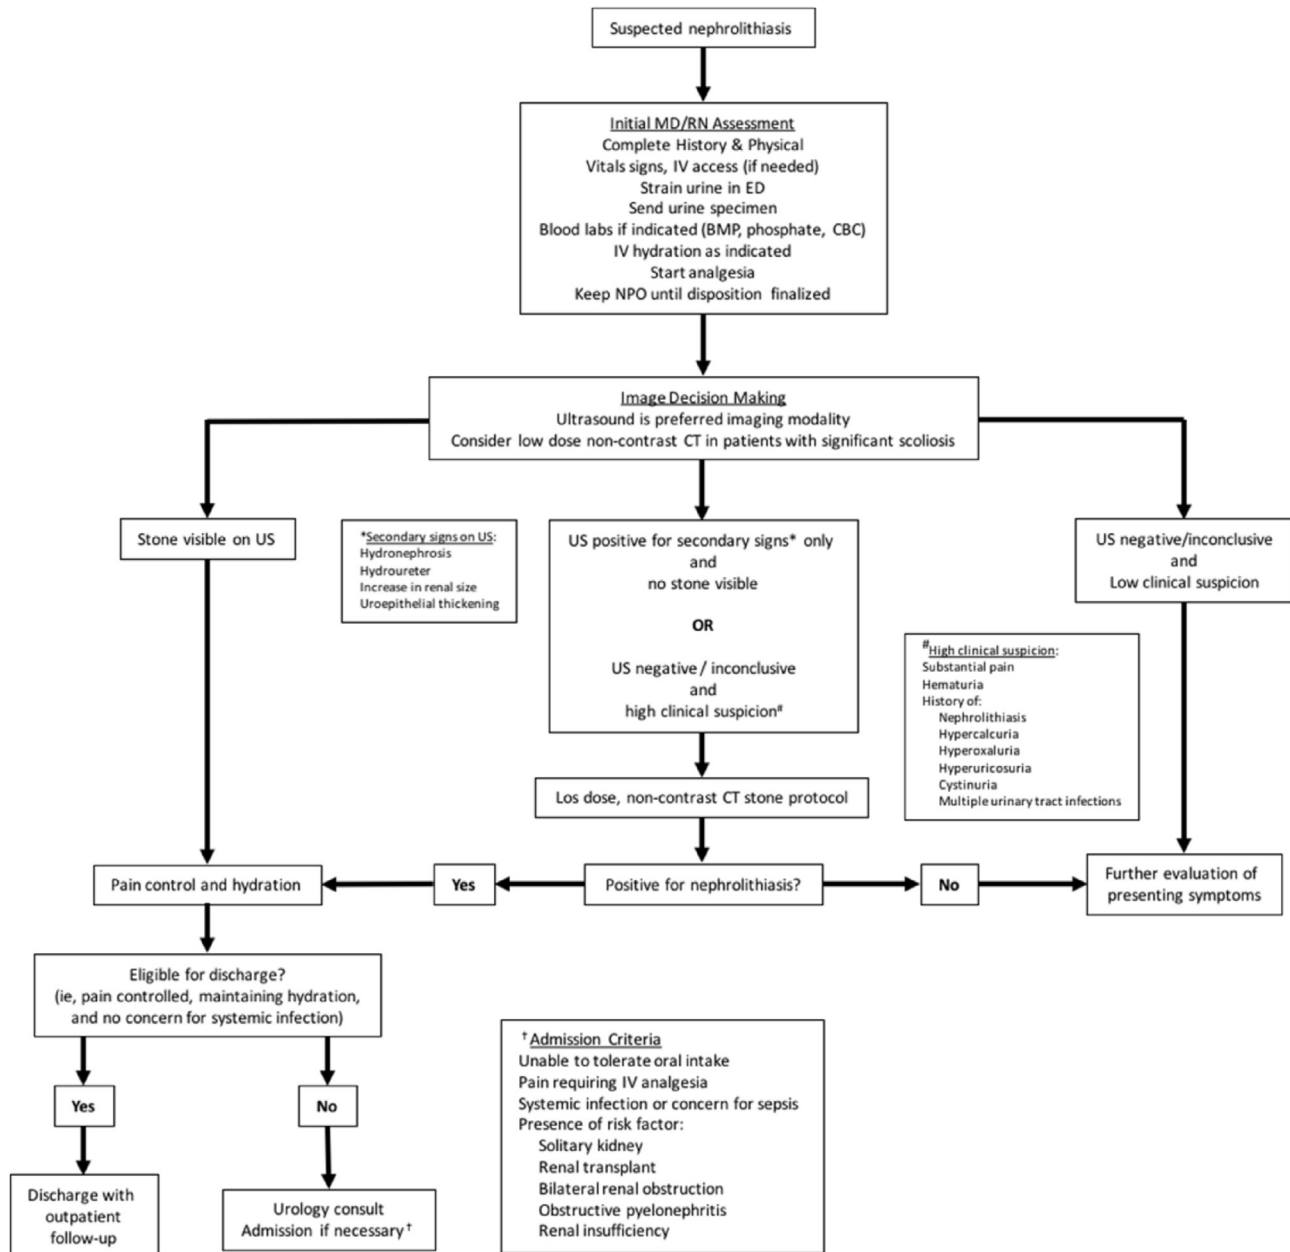 Suspected nephrolithiasis
Initial MD/RN Assessment
Complete History & Physical
Vitals signs, IV access (if needed)
Strain urine in ED
Send urine specimen
Blood labs if indicated (BMP, phosphate, CBC)
IV hydration as indicated
Start analgesia
Keep NPO until disposition finalized
Image Decision Making
Ultrasound is preferred imaging modality
Consider low dose non-contrast CT in patients with significant scoliosis
Stone visible on US
*Secondary signs on US:
Hydronephrosis
Hydroureter
Increase in renal size
Uroepithelial thickening
US positive for secondary signs* only
and
no stone visible
OR
US negative / inconclusive
and
high clinical suspicion#
US negative/inconclusive
and
Low clinical suspicion
#High clinical suspicion:
Substantial pain
Hematuria
History of:
Nephrolithiasis
Hypercalcuria
Hyperoxaluria
Hyperuricosuria
Cystinuria
Multiple urinary tract infections
Los dose, non-contrast CT stone protocol
Pain control and hydration
Yes
Positive for nephrolithiasis?
No
Further evaluation of
presenting symptoms
Eligible for discharge?
(ie, pain controlled, maintaining hydration,
and no concern for systemic infection)
Yes
No
Discharge with
outpatient
follow-up
Urology consult
Admission if necessary†
†Admission Criteria
Unable to tolerate oral intake
Pain requiring IV analgesia
Systemic infection or concern for sepsis
Presence of risk factor:
Solitary kidney
Renal transplant
Bilateral renal obstruction
Obstructive pyelonephritis
Renal insufficiency